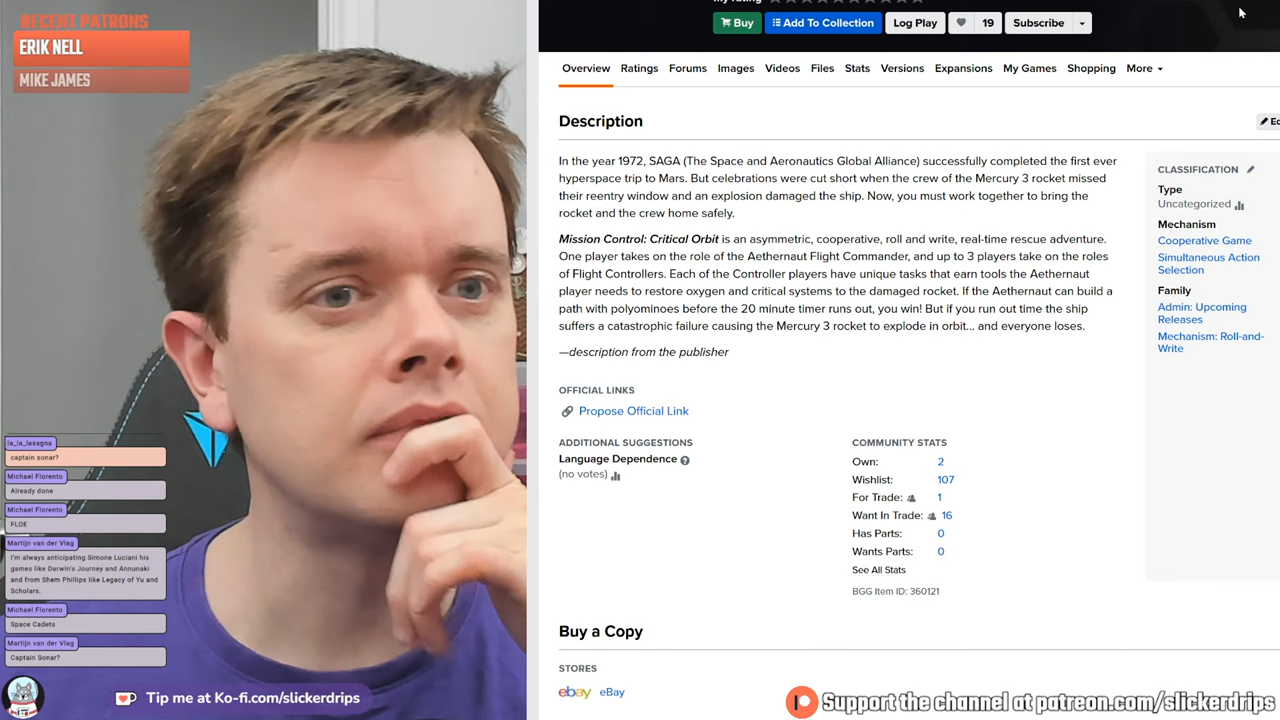 RECENT PATRONS
ERIK NELL
MIKE JAMES
la_la_lasagna
captain sonar?
Michael Florento
Already done
Michael Florento
FLOE
Martijn van der Vlag
I'm always anticipating Simone Luciani his
games like Darwin's Journey and Annunaki
and from Shem Phillips like Legacy of Yu and
Scholars.
Michael Florento
Space Cadets
Martijn van der Vlag
Captain Sonar?
Tip me at Ko-fi.com/slickerdrips
Buy
Add To Collection
Log Play
19
Subscribe
Overview Ratings Forums Images Videos Files Stats Versions Expansions My Games Shopping More
Description
In the year 1972, SAGA (The Space and Aeronautics Global Alliance) successfully completed the first ever
hyperspace trip to Mars. But celebrations were cut short when the crew of the Mercury 3 rocket missed
their reentry window and an explosion damaged the ship. Now, you must work together to bring the
rocket and the crew home safely.
Mission Control: Critical Orbit is an asymmetric, cooperative, roll and write, real-time rescue adventure.
One player takes on the role of the Aethernaut Flight Commander, and up to 3 players take on the roles
of Flight Controllers. Each of the Controller players have unique tasks that earn tools the Aethernaut
player needs to restore oxygen and critical systems to the damaged rocket. If the Aethernaut can build a
path with polyominoes before the 20 minute timer runs out, you win! But if you run out time the ship
suffers a catastrophic failure causing the Mercury 3 rocket to explode in orbit... and everyone loses.
—description from the publisher
OFFICIAL LINKS
Propose Official Link
ADDITIONAL SUGGESTIONS
Language Dependence
(no votes)
COMMUNITY STATS
Own: 2
Wishlist: 107
For Trade: 1
Want In Trade: 16
Has Parts: 0
Wants Parts: 0
See All Stats
BGG Item ID: 360121
CLASSIFICATION
Type
Uncategorized
Mechanism
Cooperative Game
Simultaneous Action
Selection
Family
Admin: Upcoming
Releases
Mechanism: Roll-and-
Write
Buy a Copy
STORES
ebay eBay
Support the channel at patreon.com/slickerdrips